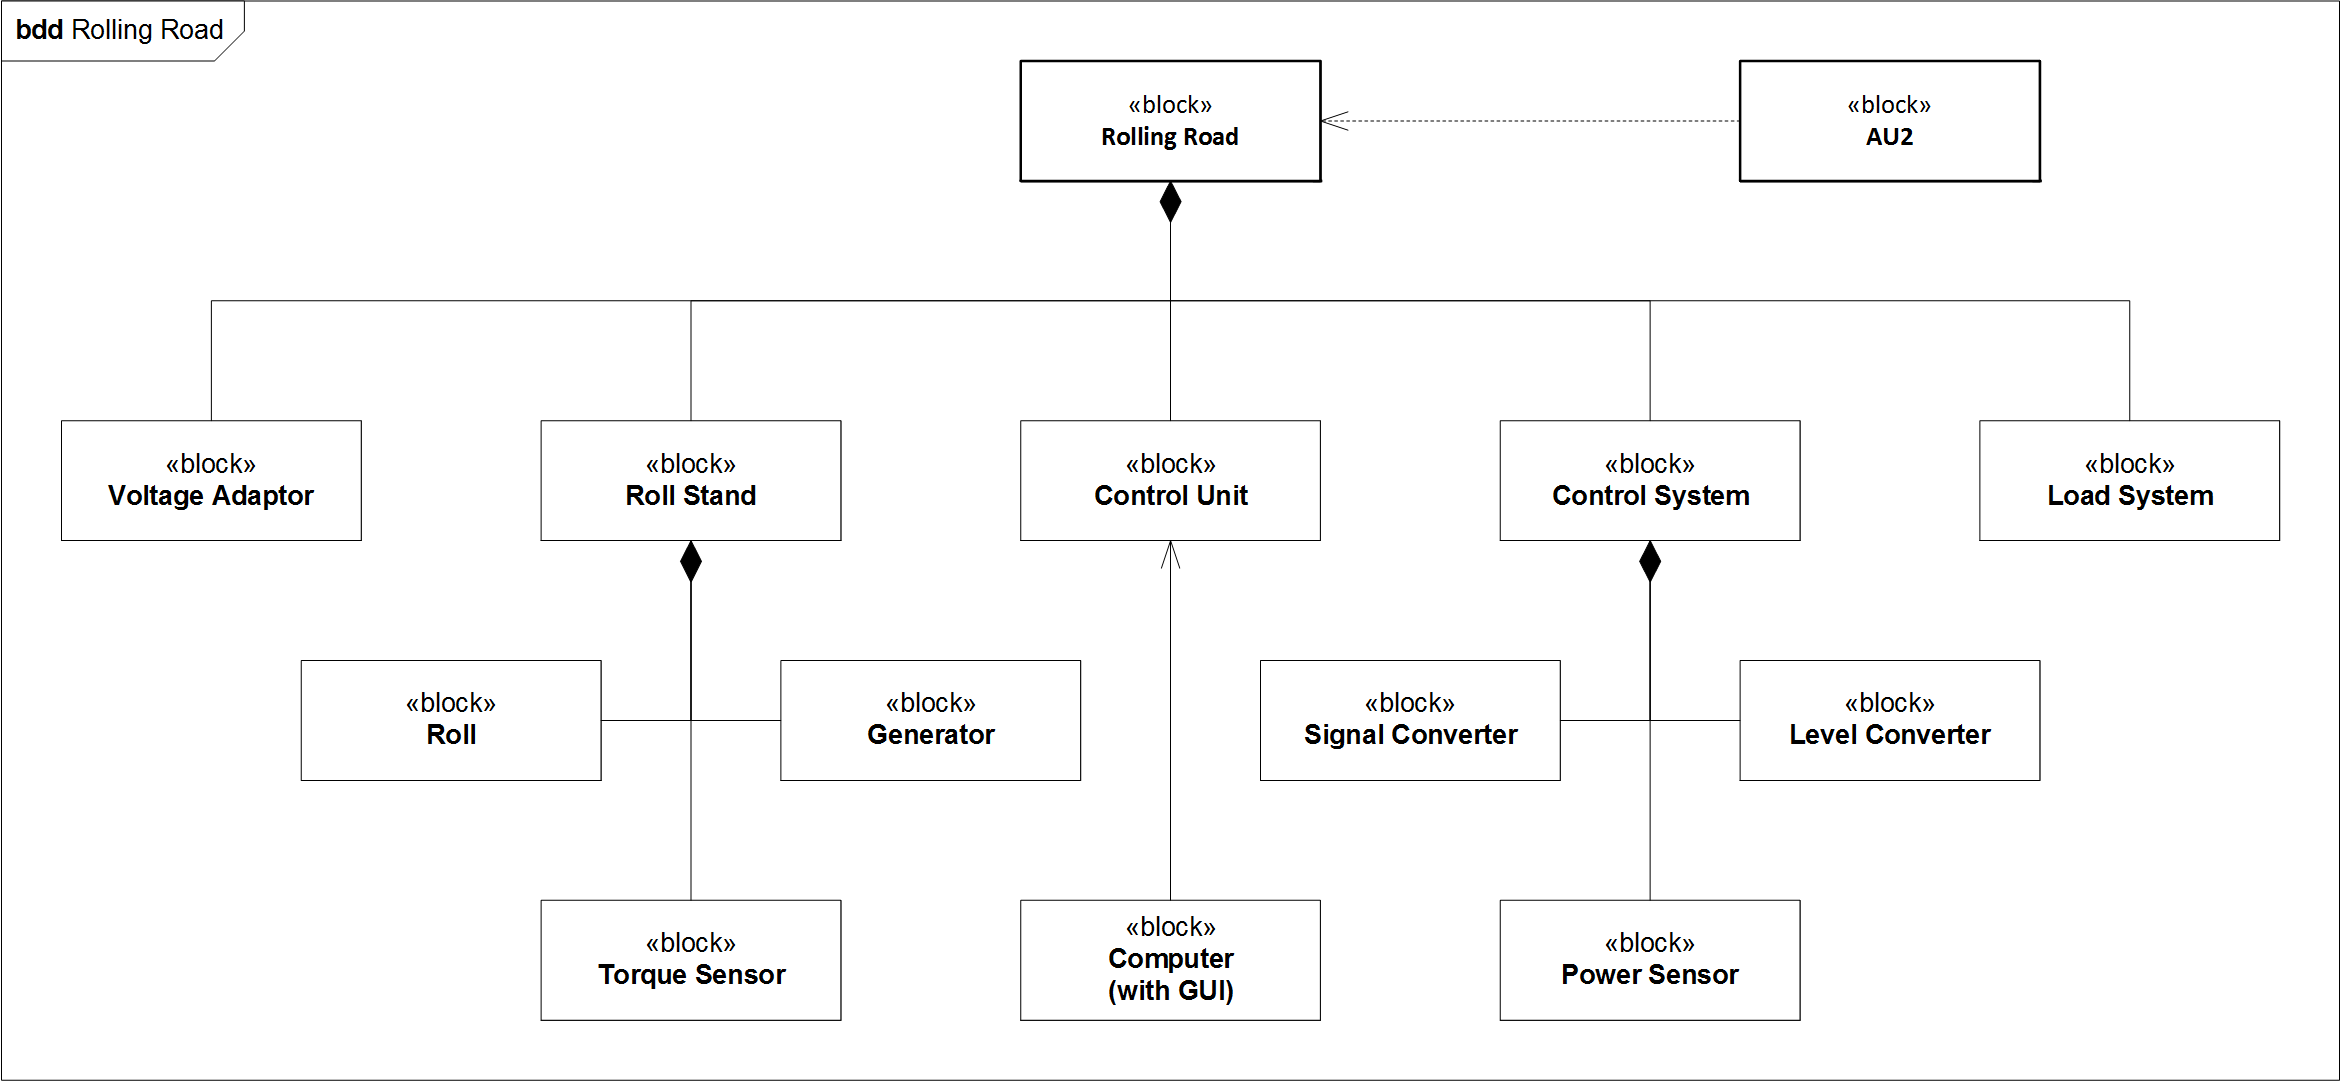 bdd Rolling Road
«block»
Rolling Road
«block»
AU2
«block»
Voltage Adaptor
«block»
Roll Stand
«block»
Control Unit
«block»
Control System
«block»
Load System
«block»
Roll
«block»
Generator
«block»
Signal Converter
«block»
Level Converter
«block»
Torque Sensor
«block»
Computer
(with GUI)
«block»
Power Sensor